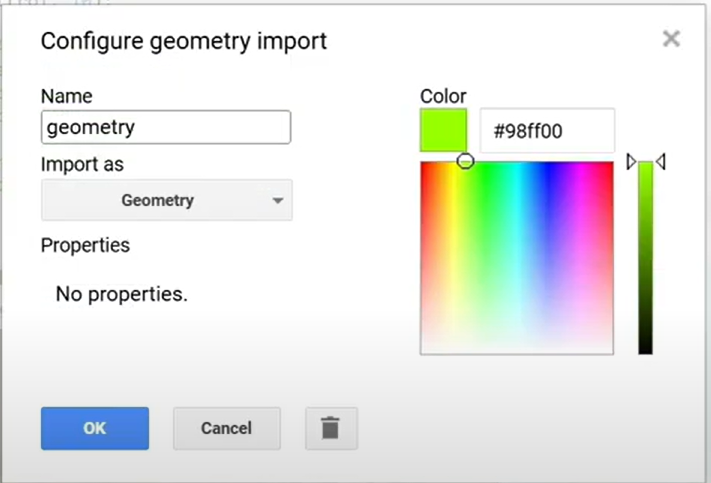 Configure geometry import
Name
geometry
Import as
Geometry
Properties
No properties.
Color
#98ff00
OK
Cancel